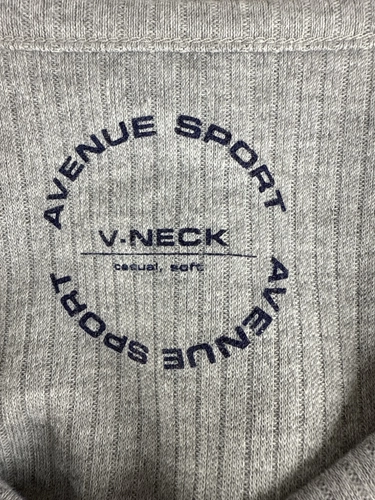 AVENUE SPORT
V-NECK
casual, soft
AVENUE SPORT